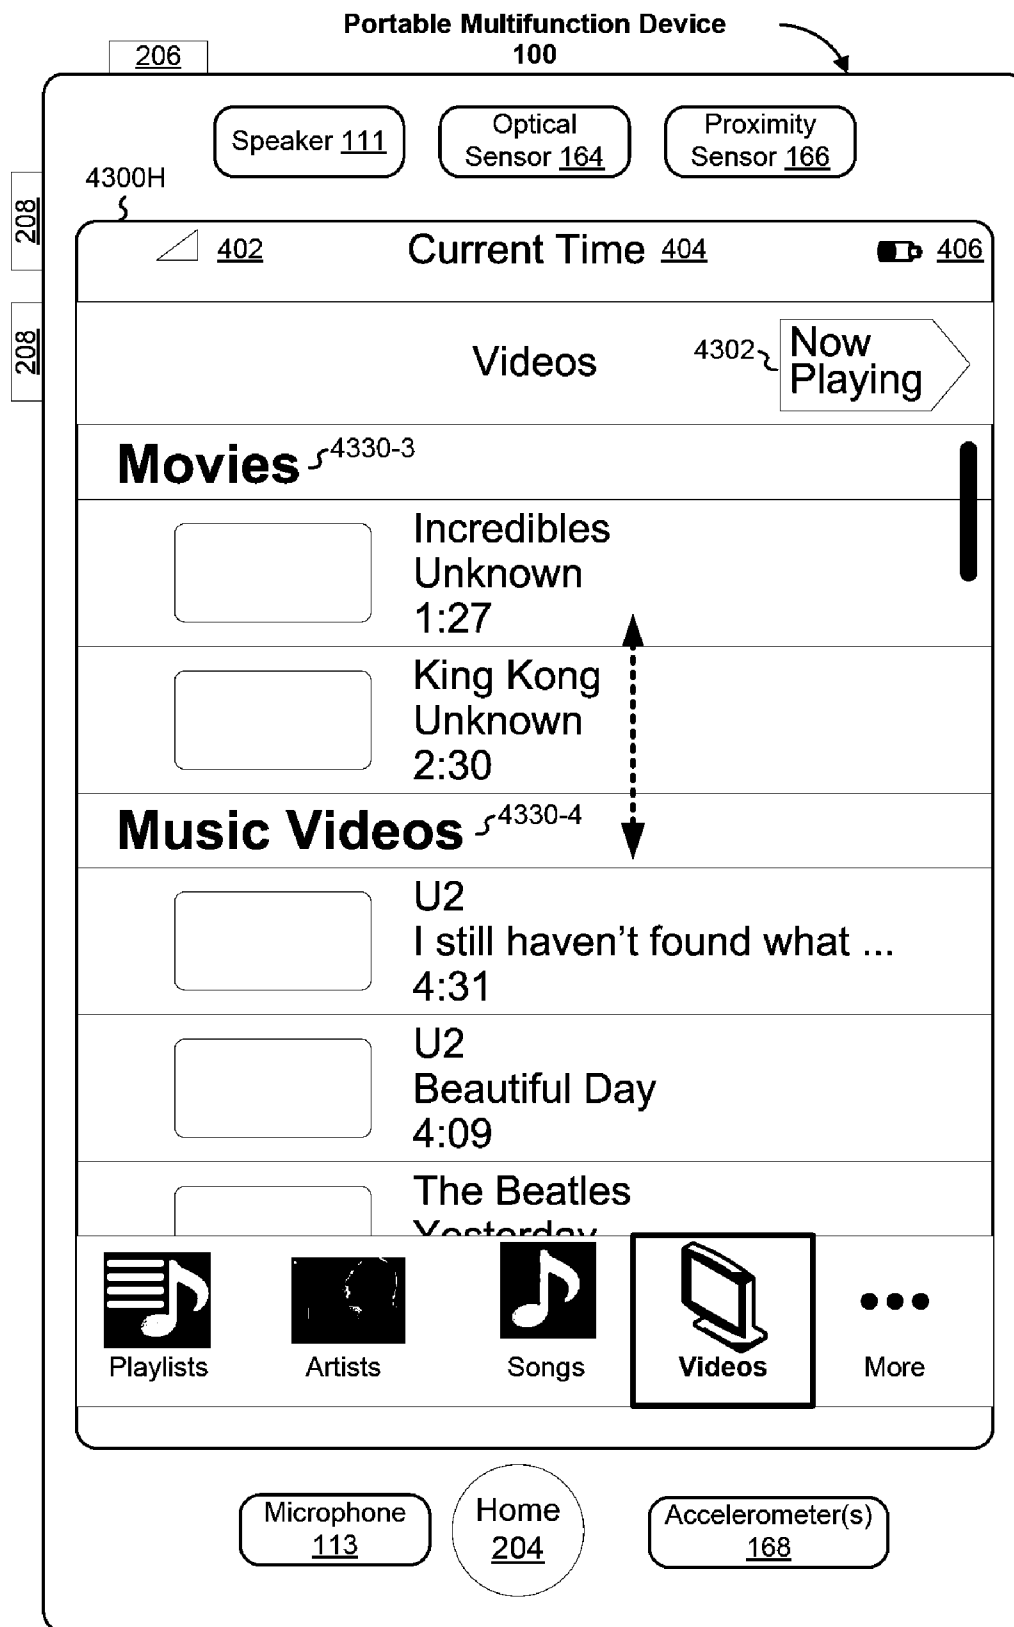 Portable Multifunction Device
100
206
Speaker 111
Optical
Sensor 164
Proximity
Sensor 166
4300H
208
208
402
Current Time 404
406
Videos
4302
Now
Playing
Movies
4330-3
Incredibles
Unknown
1:27
King Kong
Unknown
2:30
Music Videos
4330-4
U2
I still haven't found what ...
4:31
U2
Beautiful Day
4:09
The Beatles
Yesterday
Playlists
Artists
Songs
Videos
More
Microphone
113
Home
204
Accelerometer(s)
168